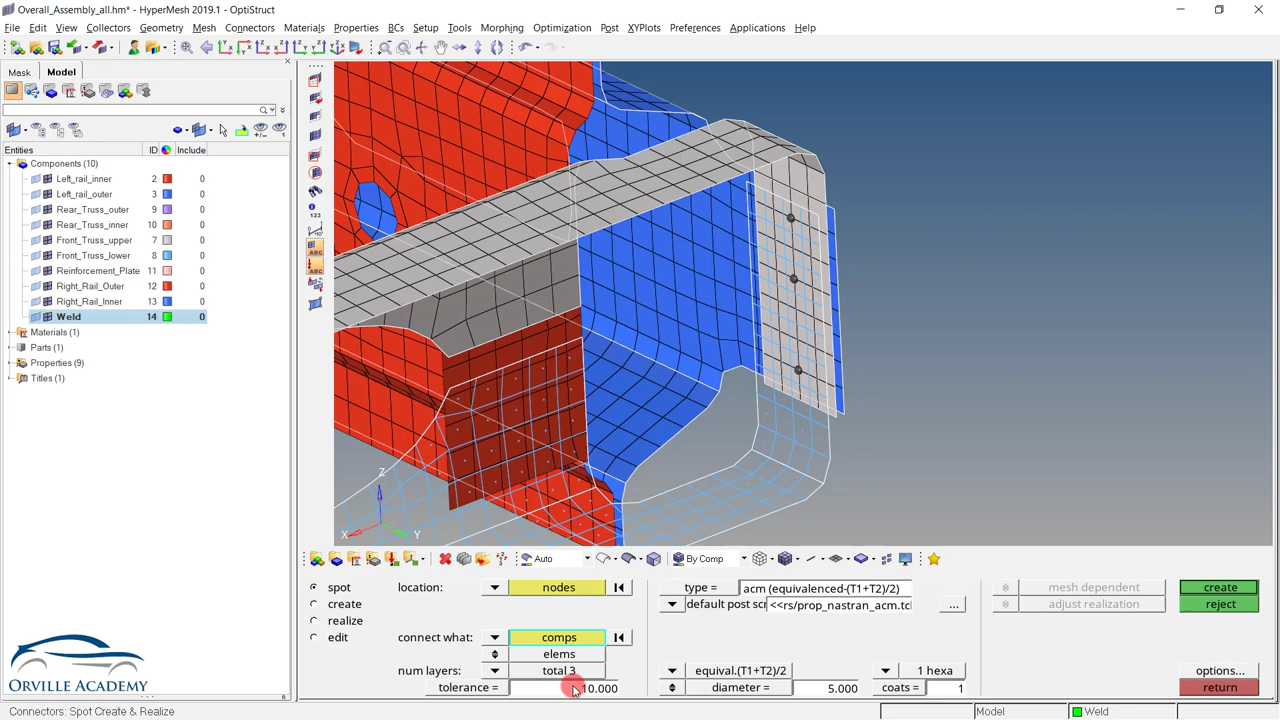 Overall_Assembly_all.hm* - HyperMesh 2019.1 - OptiStruct
File Edit View Collectors Geometry Mesh Connectors Materials Properties BCs Setup Tools Morphing Optimization Post XYPlots Preferences Applications Help
Mask Model
Entities ID Include
Components (10)
Left_rail_inner 2 0
Left_rail_outer 3 0
Rear_Truss_outer 9 0
Rear_Truss_inner 10 0
Front_Truss_upper 7 0
Front_Truss_lower 8 0
Reinforcement_Plate 11 0
Right_Rail_Outer 12 0
Right_Rail_Inner 13 0
Weld 14 0
Materials (1)
Parts (1)
Properties (9)
Titles (1)
123
ABC
ABC
Z
X Y
Auto By Comp
spot location: nodes type = acm (equivalenced-(T1+T2)/2) mesh dependent create
create default post scr <<rs/prop_nastran_acm.tcl ... adjust realization reject
realize
edit connect what: comps
elems
num layers: total 3 equival.(T1+T2)/2 1 hexa options...
tolerance = 10.000 diameter = 5.000 coats = 1 return
ORVILLE ACADEMY
Connectors: Spot Create & Realize Model Weld